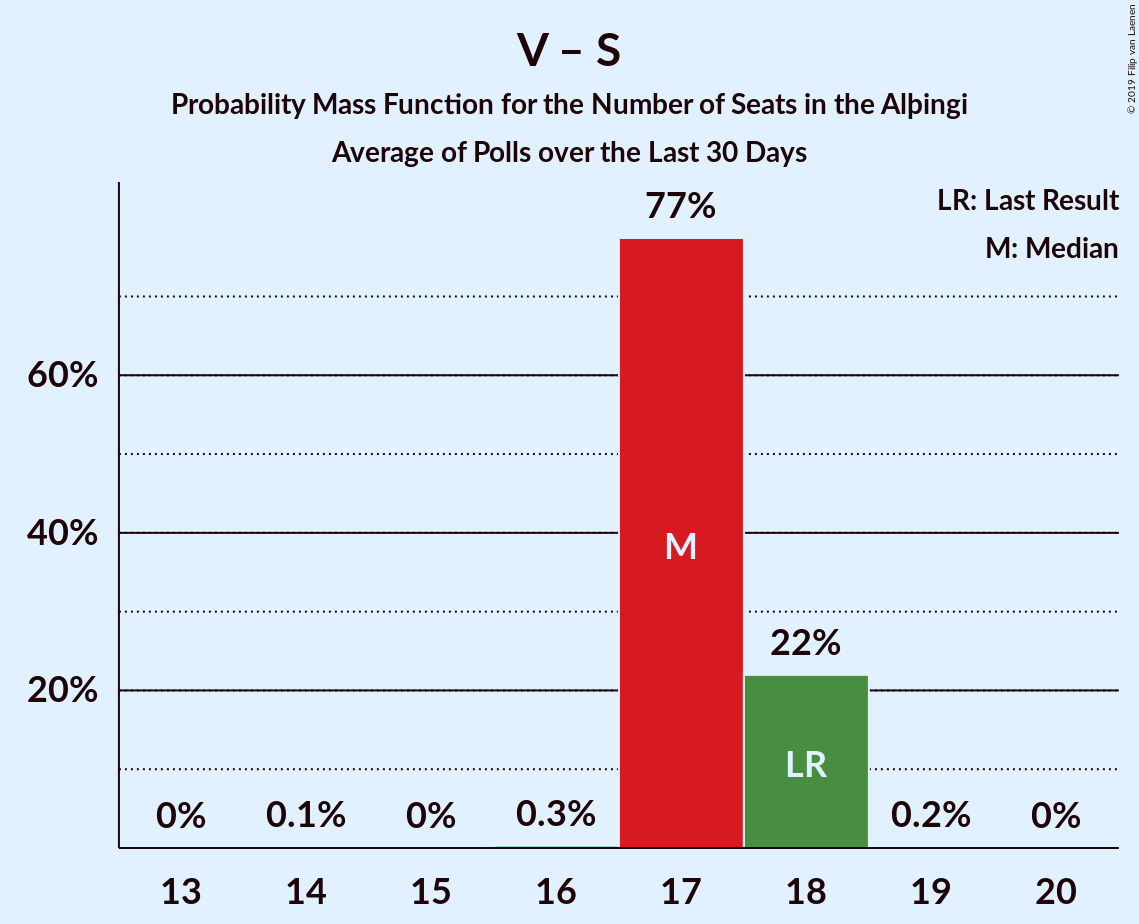 V – S
Probability Mass Function for the Number of Seats in the Alþingi
Average of Polls over the Last 30 Days
© 2019 Filip van Laenen
LR: Last Result
M: Median
77%
60%
M
40%
22%
20%
LR
0% 0.1% 0% 0.3% 0.2% 0%
13 14 15 16 17 18 19 20